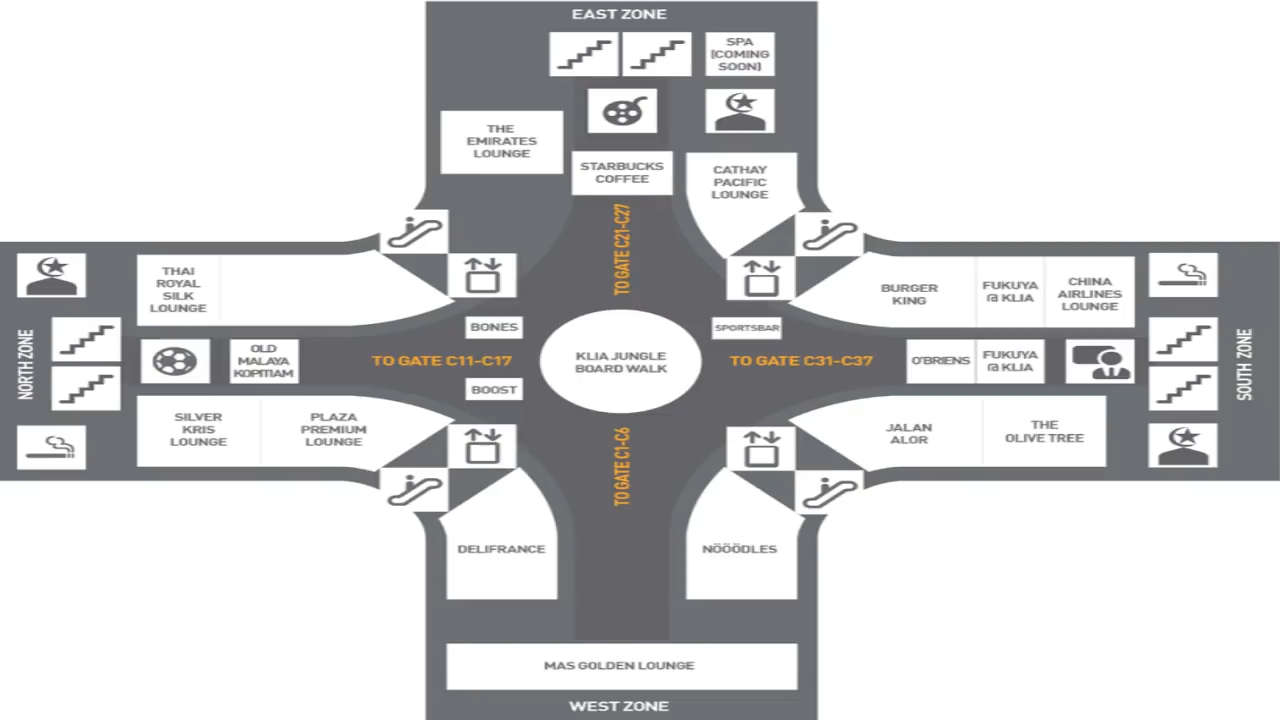 EAST ZONE
SPA
(COMING
SOON)
THE
EMIRATES
LOUNGE
STARBUCKS
COFFEE
CATHAY
PACIFIC
LOUNGE
TO GATE C21-C27
THAI
ROYAL
SILK
LOUNGE
BURGER
KING
FUKUYA
@ KLIA
CHINA
AIRLINES
LOUNGE
BONES
SPORTSBAR
NORTH ZONE
OLD
MALAYA
KOPITIAM
TO GATE C11-C17
KLIA JUNGLE
BOARD WALK
TO GATE C31-C37
O'BRIENS
FUKUYA
@ KLIA
SOUTH ZONE
BOOST
SILVER
KRIS
LOUNGE
PLAZA
PREMIUM
LOUNGE
TO GATE C1-C6
JALAN
ALOR
THE
OLIVE TREE
DELIFRANCE
NÖÖÖDLES
MAS GOLDEN LOUNGE
WEST ZONE